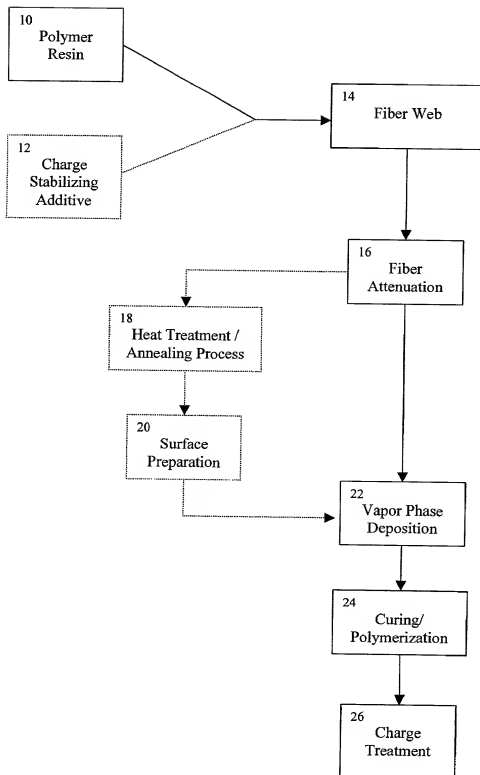 10
Polymer
Resin
14
Fiber Web
12
Charge
Stabilizing
Additive
16
Fiber
Attenuation
18
Heat Treatment /
Annealing Process
20
Surface
Preparation
22
Vapor Phase
Deposition
24
Curing/
Polymerization
26
Charge
Treatment